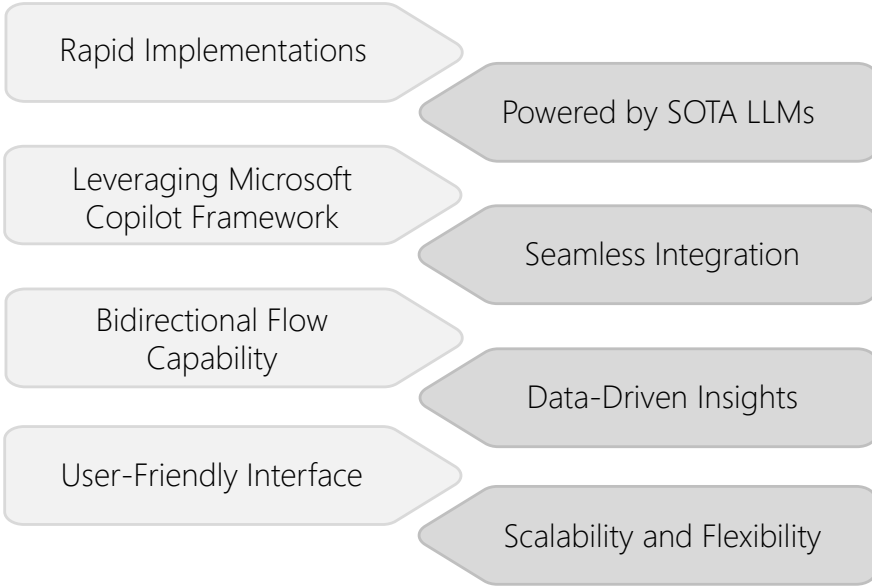 Rapid Implementations
Powered by SOTA LLMs
Leveraging Microsoft
Copilot Framework
Seamless Integration
Bidirectional Flow
Capability
Data-Driven Insights
User-Friendly Interface
Scalability and Flexibility